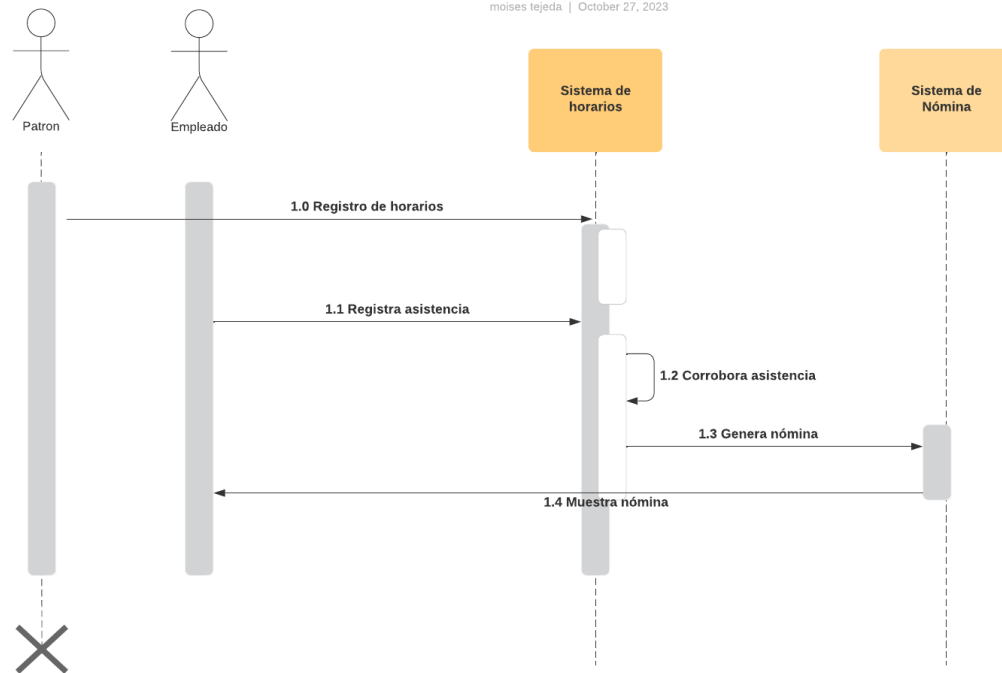 moises tejeda | October 27, 2023
Patron
Empleado
Sistema de
horarios
Sistema de
Nómina
1.0 Registro de horarios
1.1 Registra asistencia
1.2 Corrobora asistencia
1.3 Genera nómina
1.4 Muestra nómina